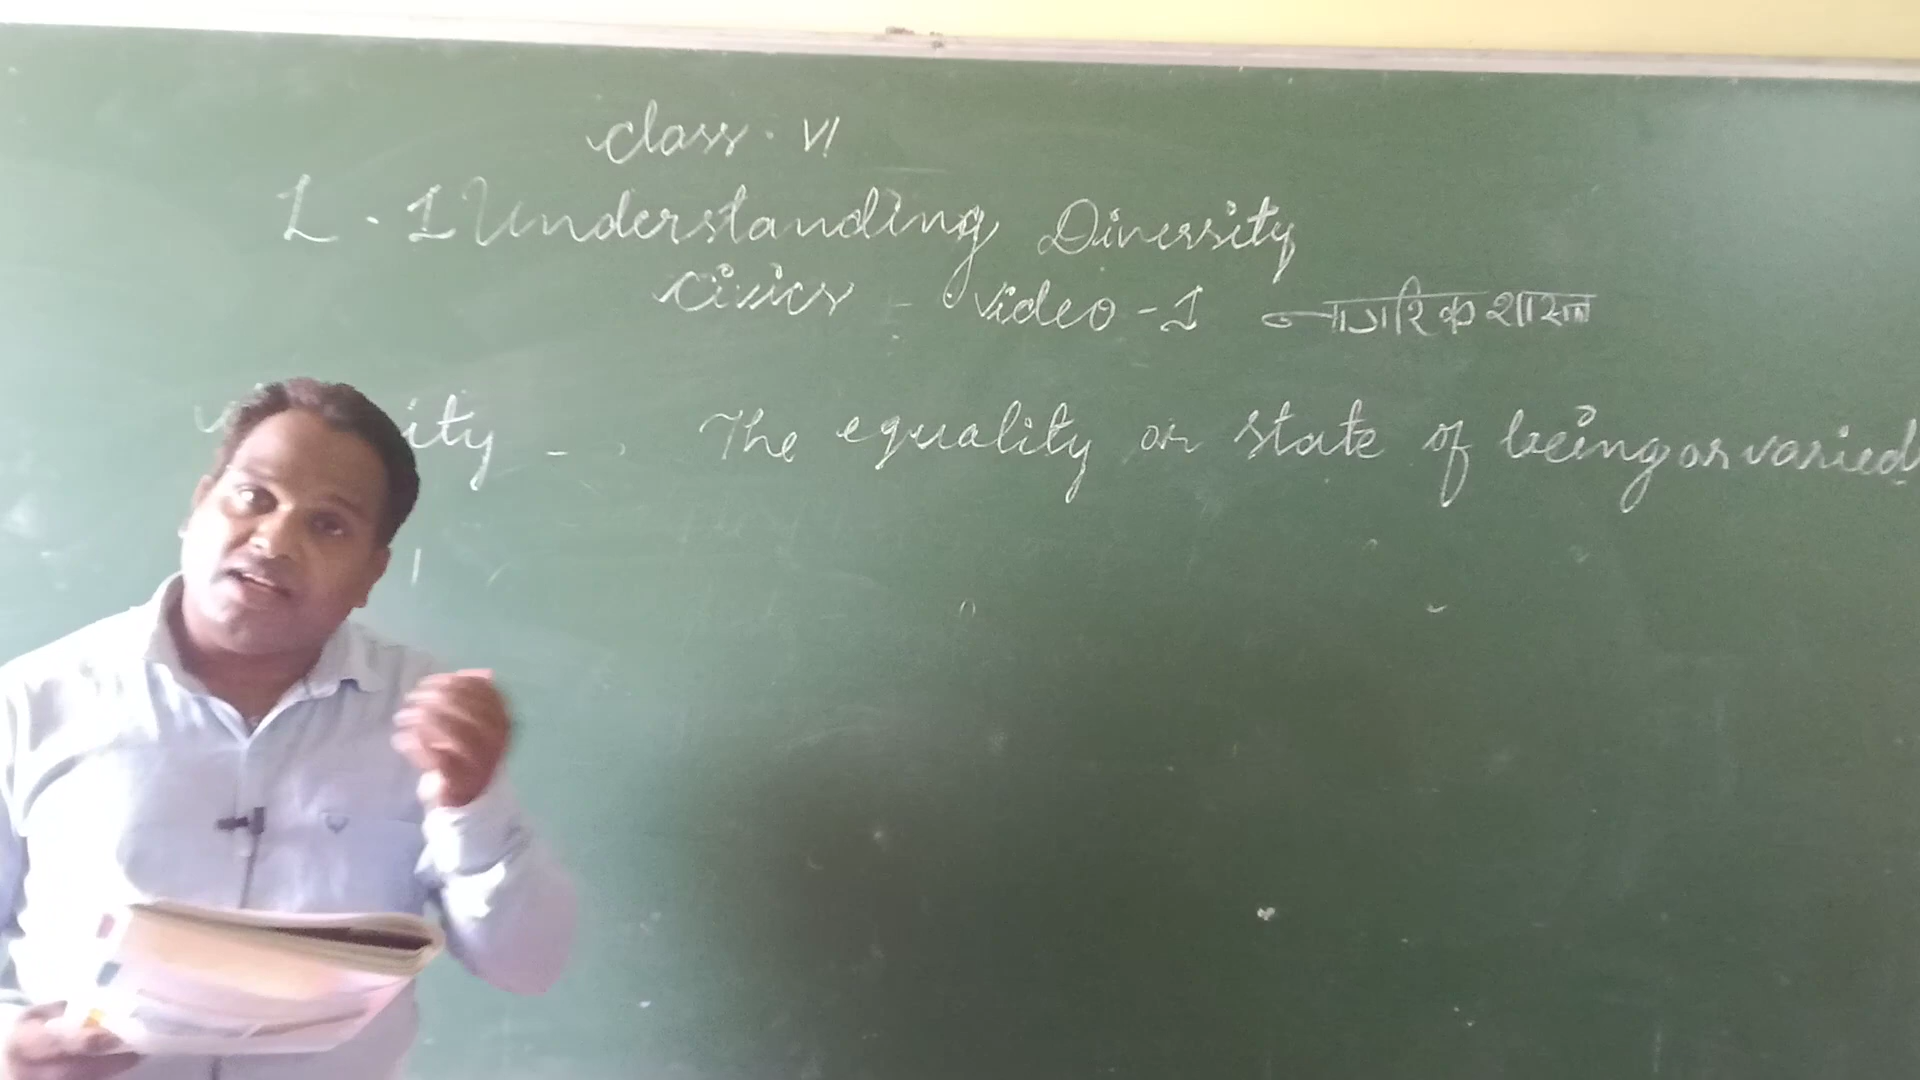 Class. VI
L - 1 Understanding Diversity
Civics - Video - 1 नागरिक शास्त्र
ity - . The equality or state of being or varied